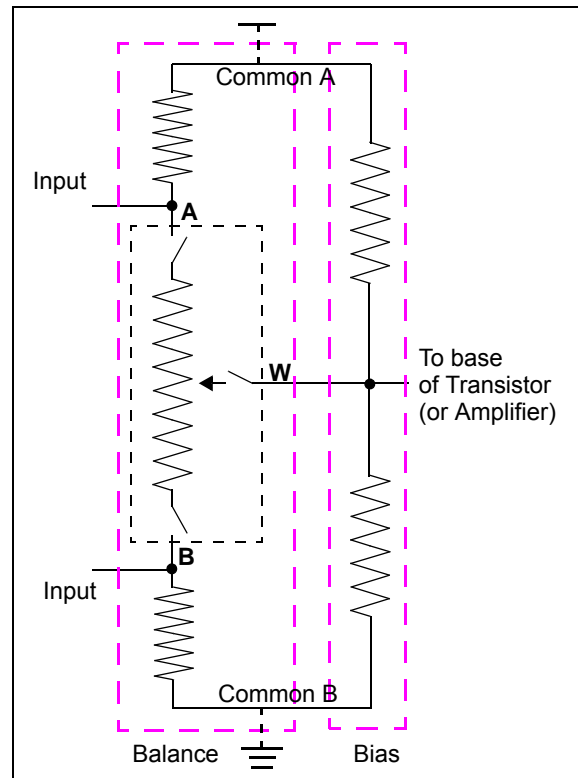 Common A
Input
A
W
To base
of Transistor
(or Amplifier)
B
Input
Common B
Balance
Bias